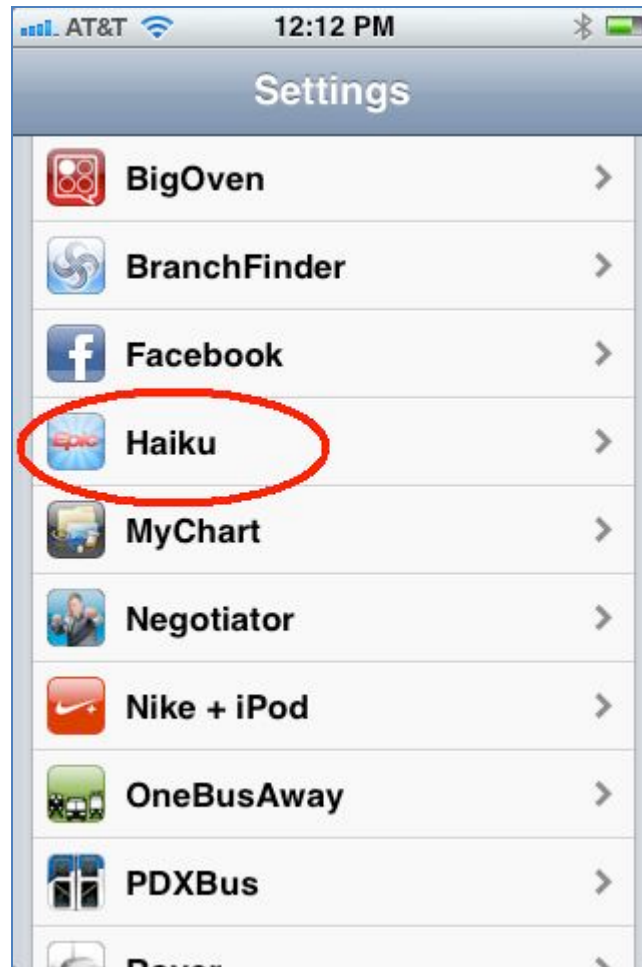 AT&T 12:12 PM
Settings
BigOven
BranchFinder
f Facebook
Epic Haiku
MyChart
Negotiator
Nike + iPod
OneBusAway
PDXBus